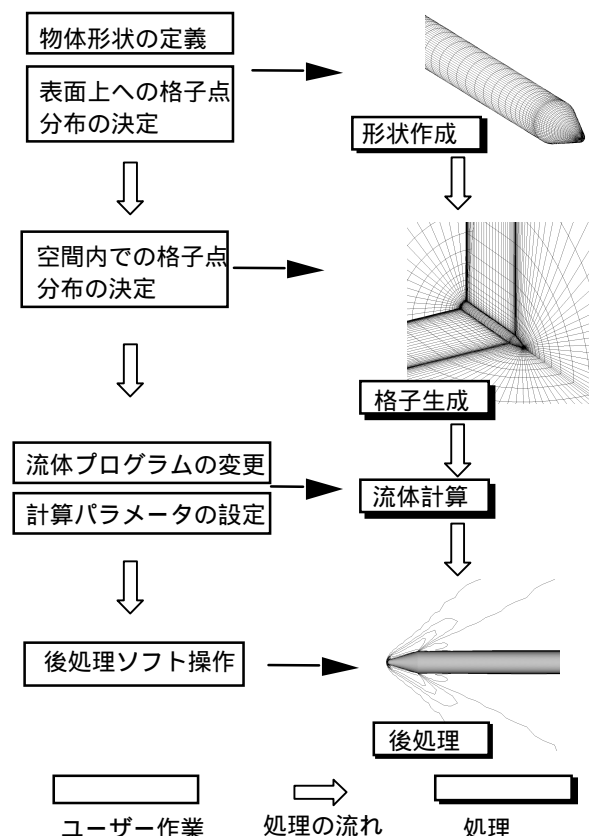 物体形状の定義
表面上への格子点
分布の決定
形状作成
空間内での格子点
分布の決定
格子生成
流体プログラムの変更
計算パラメータの設定
流体計算
後処理ソフト操作
後処理
ユーザー作業
処理の流れ
処理